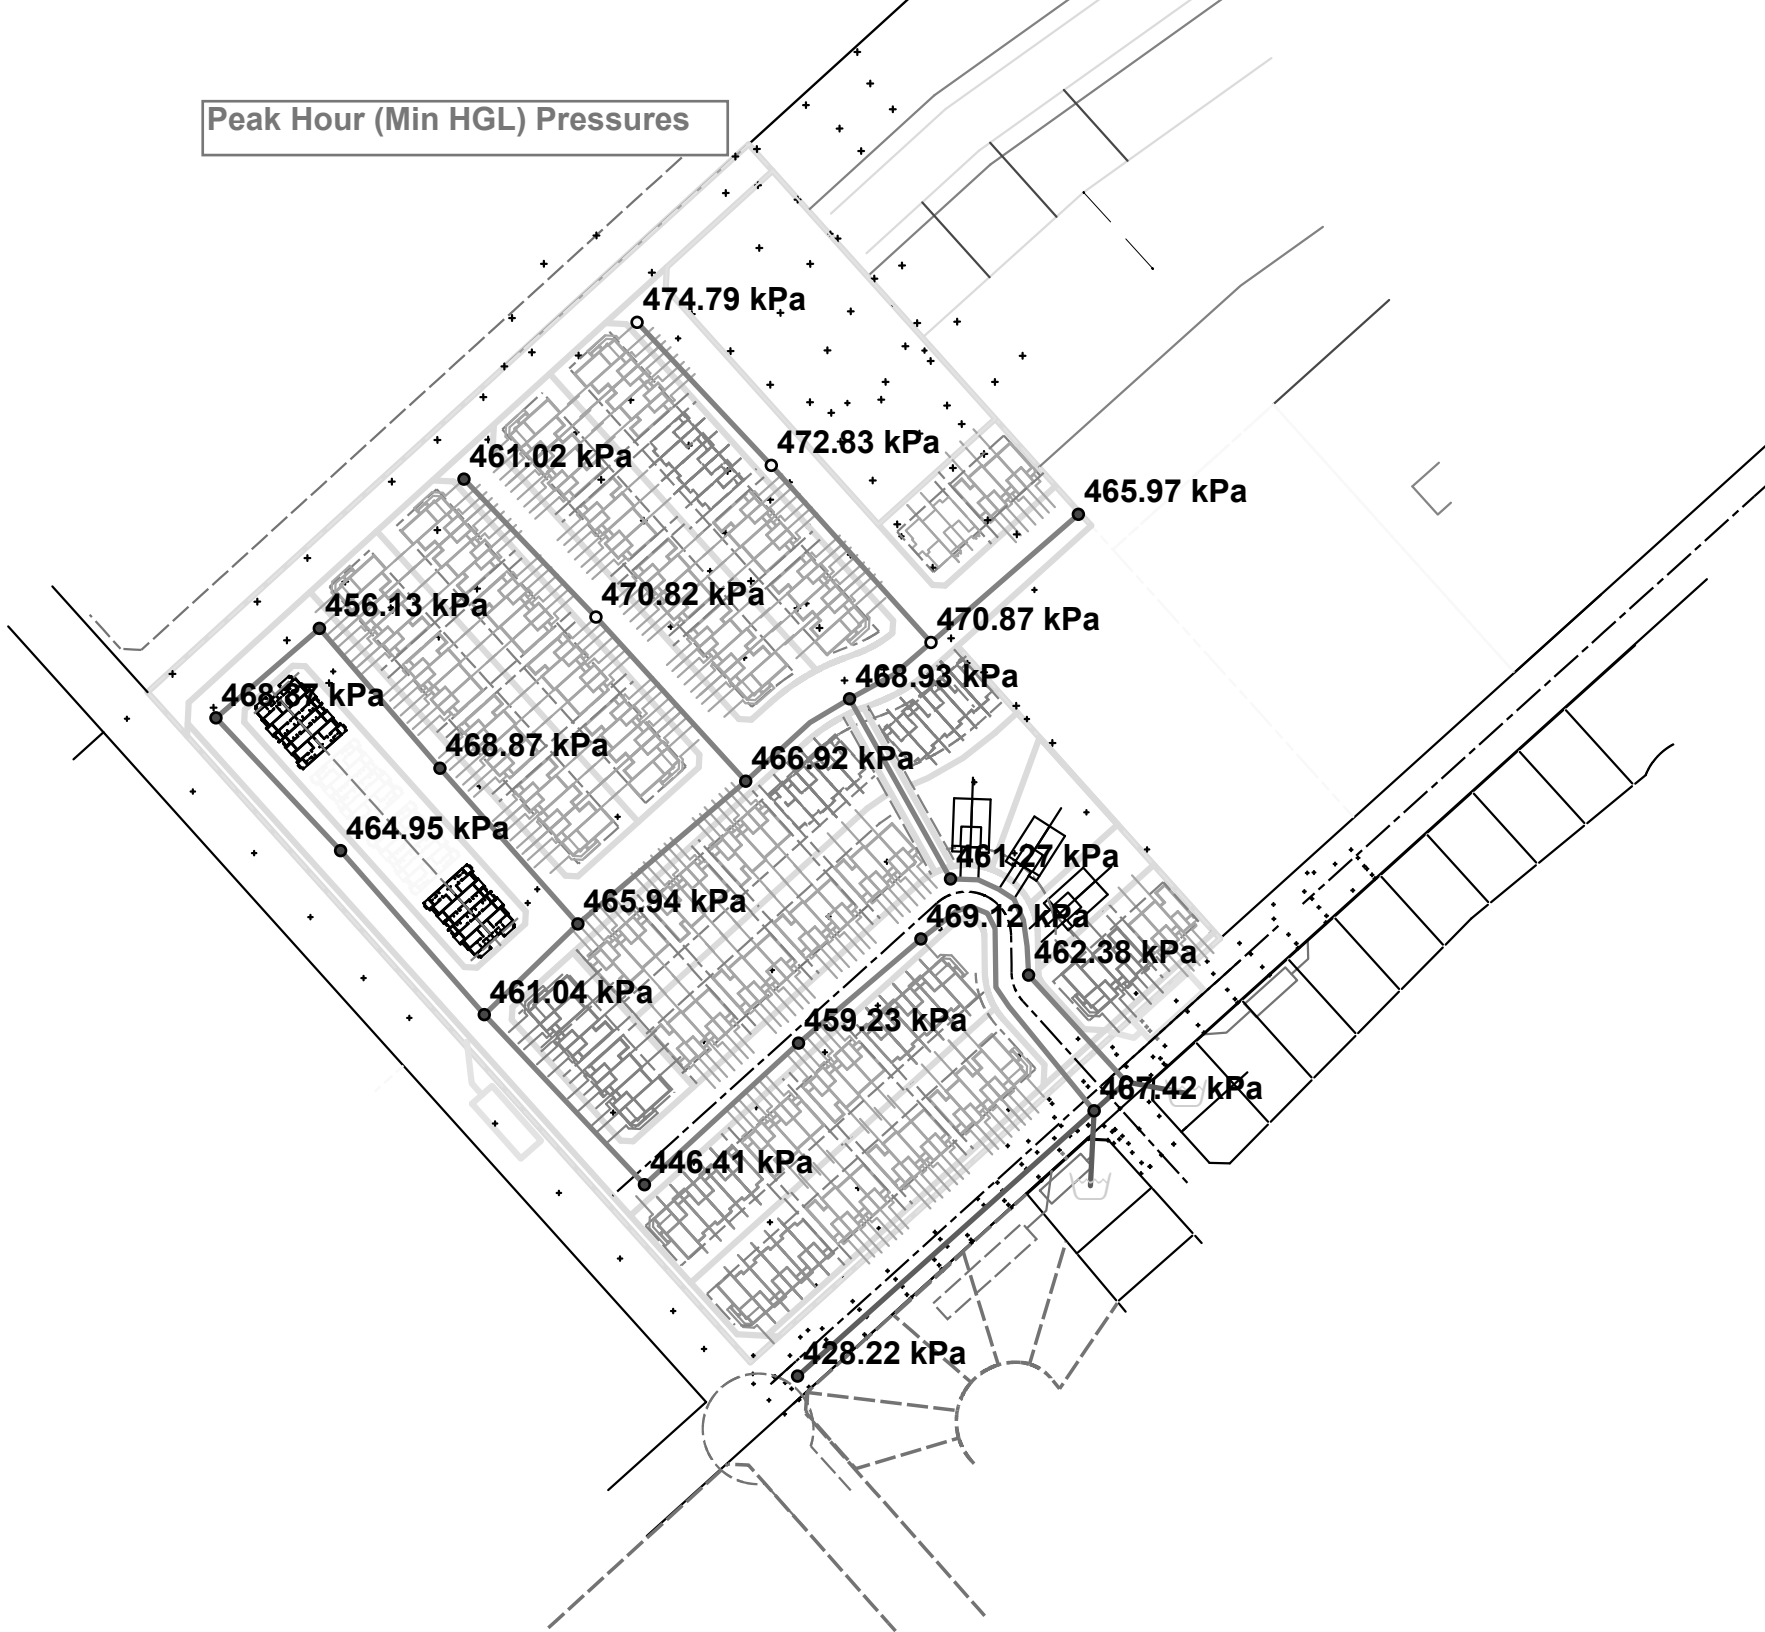 Peak Hour (Min HGL) Pressures
474.79 kPa
472.83 kPa
461.02 kPa
465.97 kPa
470.82 kPa
456.13 kPa
470.87 kPa
468.93 kPa
468.87 kPa
468.87 kPa
466.92 kPa
464.95 kPa
461.27 kPa
465.94 kPa
469.12 kPa
462.38 kPa
461.04 kPa
459.23 kPa
467.42 kPa
446.41 kPa
428.22 kPa